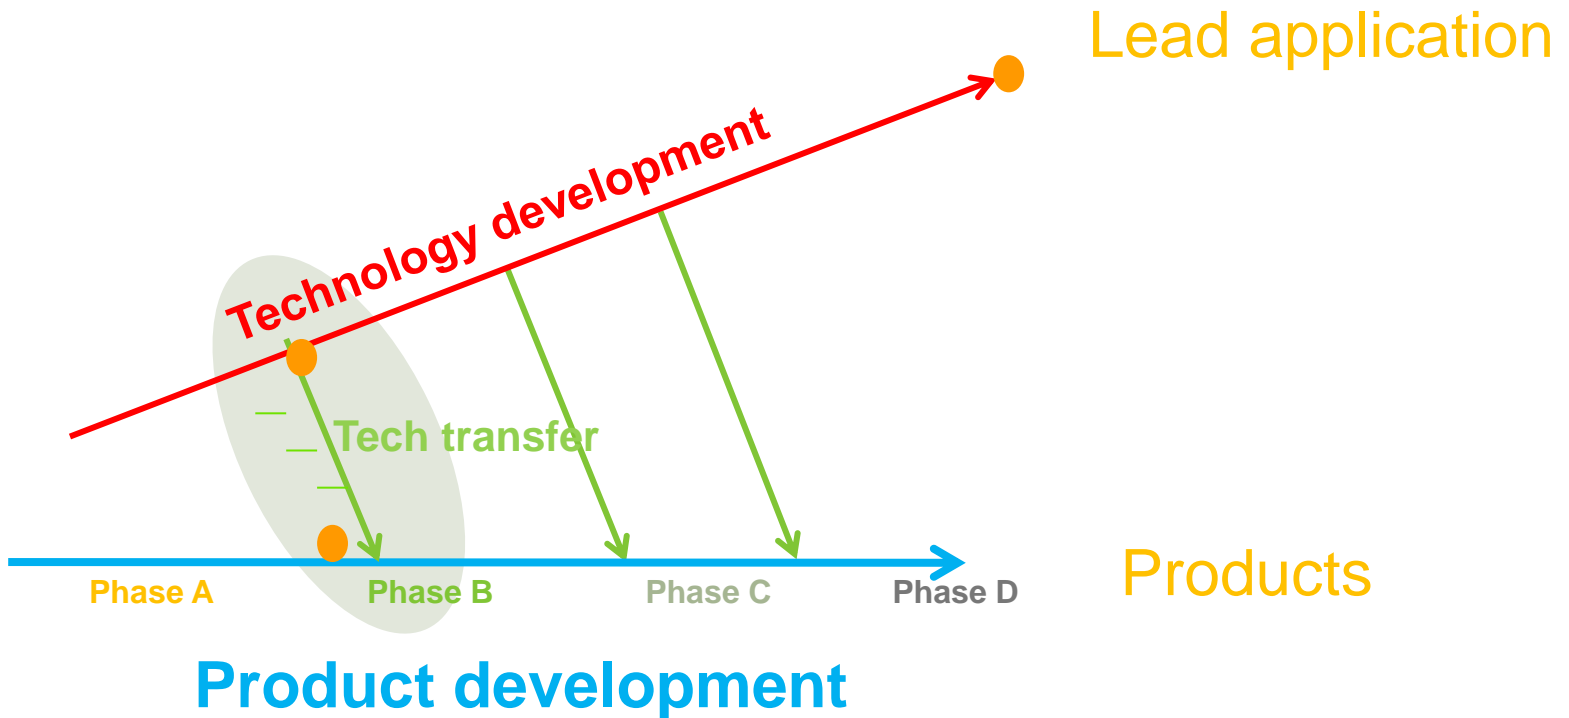 Lead application
Technology development
Tech transfer
Phase A
Phase B
Phase C
Phase D
Products
Product development